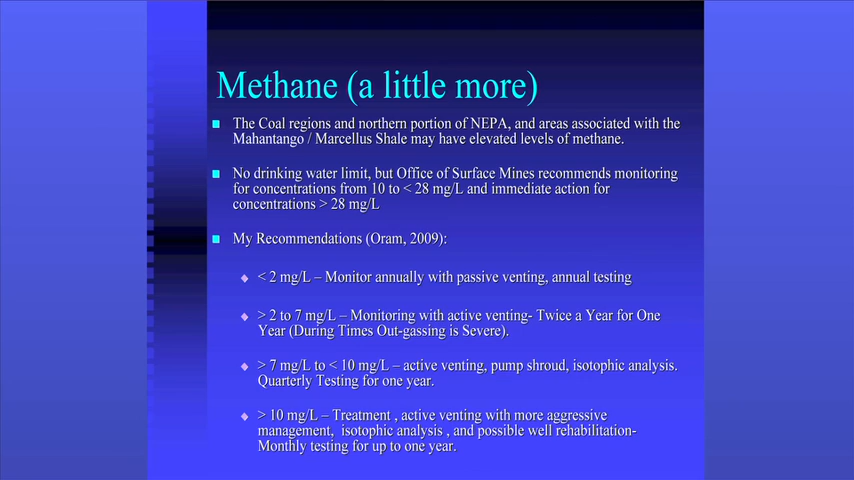 Methane (a little more)
The Coal regions and northern portion of NEPA, and areas associated with the
Mahantango / Marcellus Shale may have elevated levels of methane.
No drinking water limit, but Office of Surface Mines recommends monitoring
for concentrations from 10 to < 28 mg/L and immediate action for
concentrations > 28 mg/L
My Recommendations (Oram, 2009):
< 2 mg/L – Monitor annually with passive venting, annual testing
> 2 to 7 mg/L – Monitoring with active venting- Twice a Year for One
Year (During Times Out-gassing is Severe).
> 7 mg/L to < 10 mg/L – active venting, pump shroud, isotophic analysis.
Quarterly Testing for one year.
> 10 mg/L – Treatment , active venting with more aggressive
management, isotophic analysis , and possible well rehabilitation-
Monthly testing for up to one year.